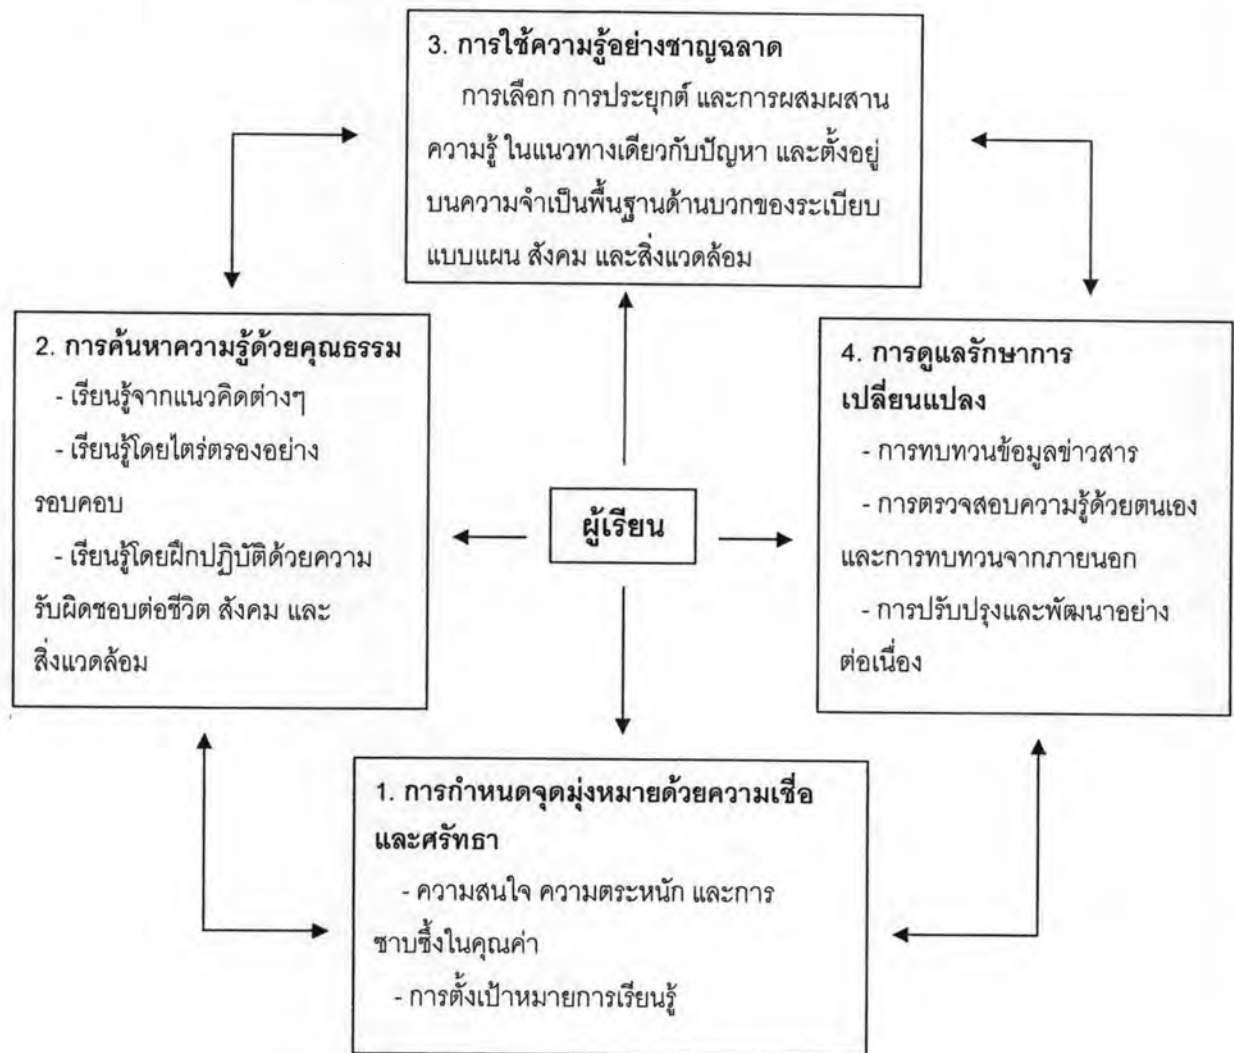 3. การใช้ความรู้อย่างชาญฉลาด
การเลือก การประยุกต์ และการผสมผสาน
ความรู้ ในแนวทางเดียวกับปัญหา และตั้งอยู่
บนความจำเป็นพื้นฐานด้านบวกของระเบียบ
แบบแผน สังคม และสิ่งแวดล้อม
2. การค้นหาความรู้ด้วยคุณธรรม
- เรียนรู้จากแนวคิดต่างๆ
- เรียนรู้โดยไตร่ตรองอย่าง
รอบคอบ
- เรียนรู้โดยฝึกปฏิบัติด้วยความ
รับผิดชอบต่อชีวิต สังคม และ
สิ่งแวดล้อม
ผู้เรียน
4. การดูแลรักษาการ
เปลี่ยนแปลง
- การทบทวนข้อมูลข่าวสาร
- การตรวจสอบความรู้ด้วยตนเอง
และการทบทวนจากภายนอก
- การปรับปรุงและพัฒนาอย่าง
ต่อเนื่อง
1. การกำหนดจุดมุ่งหมายด้วยความเชื่อ
และศรัทธา
- ความสนใจ ความตระหนัก และการ
ซาบซึ้งในคุณค่า
- การตั้งเป้าหมายการเรียนรู้